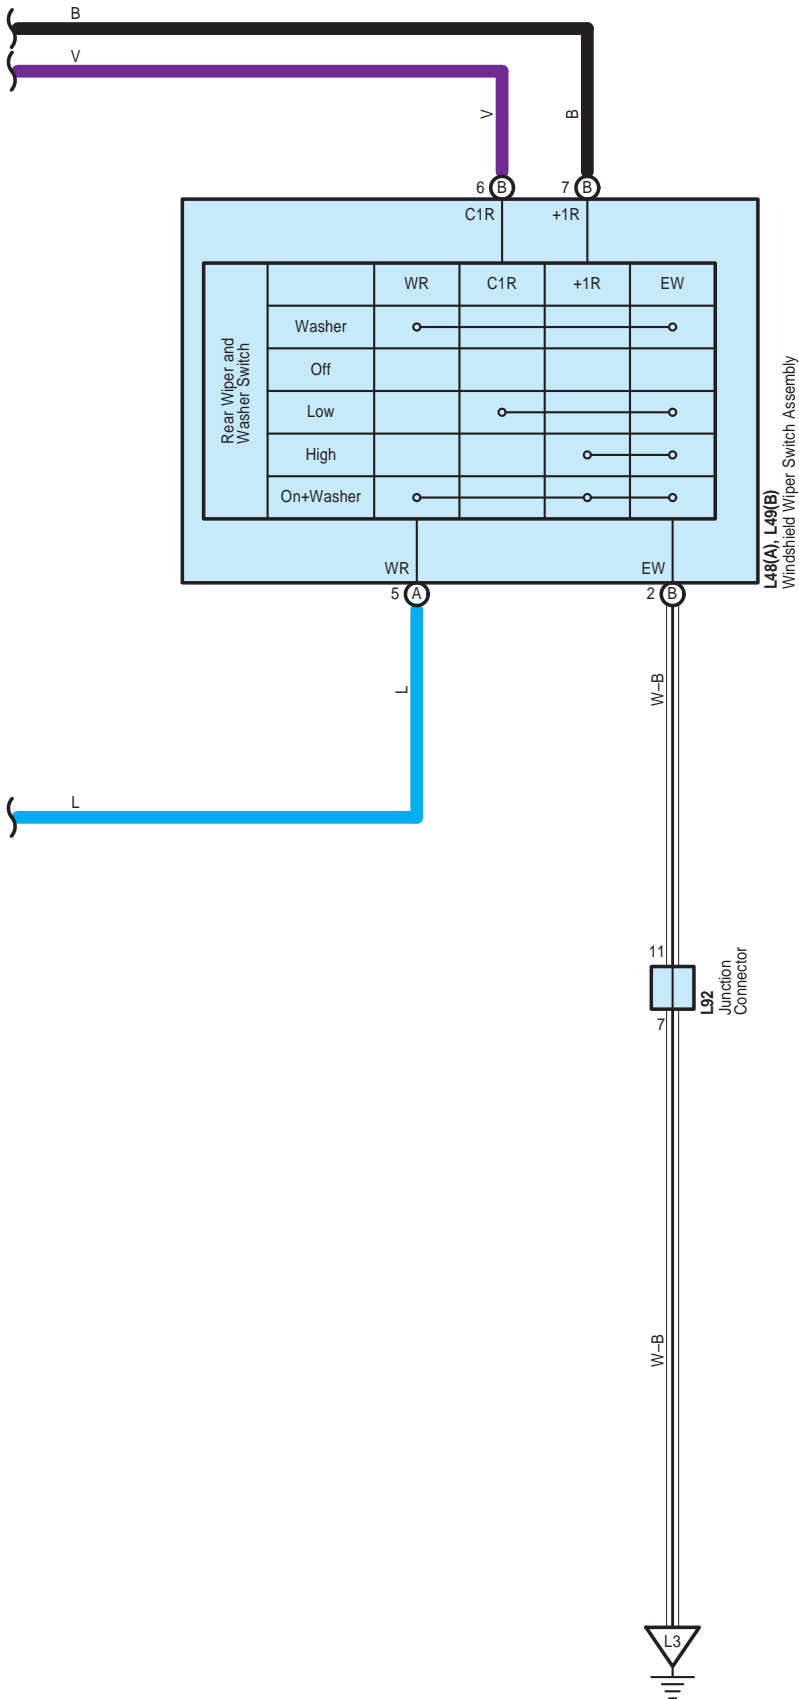 B
V
V
B
6 B
7 B
C1R
+1R
Rear Wiper and
Washer Switch
WR C1R +1R EW
Washer
Off
Low
High
On+Washer
WR
EW
5 A
2 B
L48(A), L49(B)
Windshield Wiper Switch Assembly
L
W–B
L
11
L92
Junction
Connector
7
W–B
L3